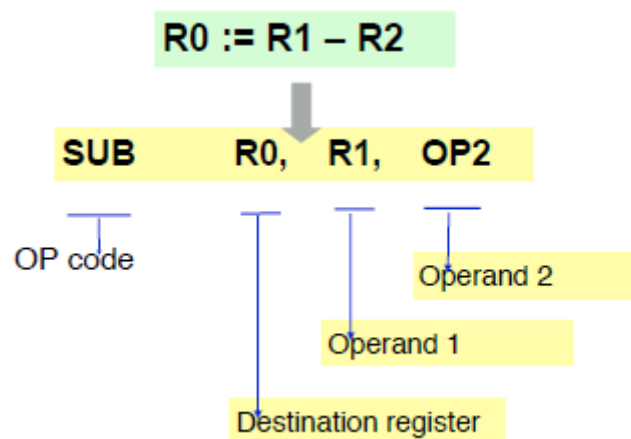 R0 := R1 – R2
SUB R0, R1, OP2
OP code
Operand 2
Operand 1
Destination register